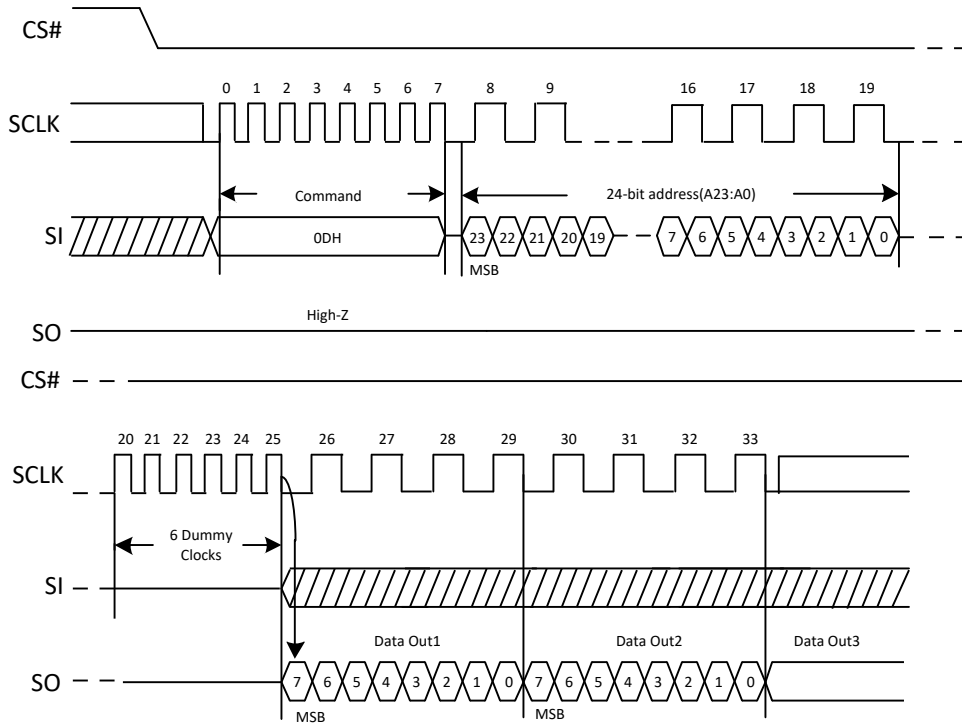 CS#
0 1 2 3 4 5 6 7 8 9 16 17 18 19
SCLK
Command 24-bit address(A23:A0)
SI
0DH 23 22 21 20 19 7 6 5 4 3 2 1 0
MSB
High-Z
SO
CS#
20 21 22 23 24 25 26 27 28 29 30 31 32 33
SCLK
6 Dummy
Clocks
SI
Data Out1 Data Out2 Data Out3
SO 7 6 5 4 3 2 1 0 7 6 5 4 3 2 1 0
MSB MSB